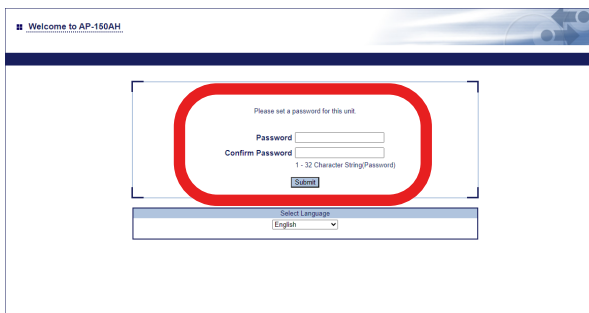 Welcome to AP-150AH
Please set a password for this unit.
Password
Confirm Password
1 - 32 Character String(Password)
Submit
Select Language
English